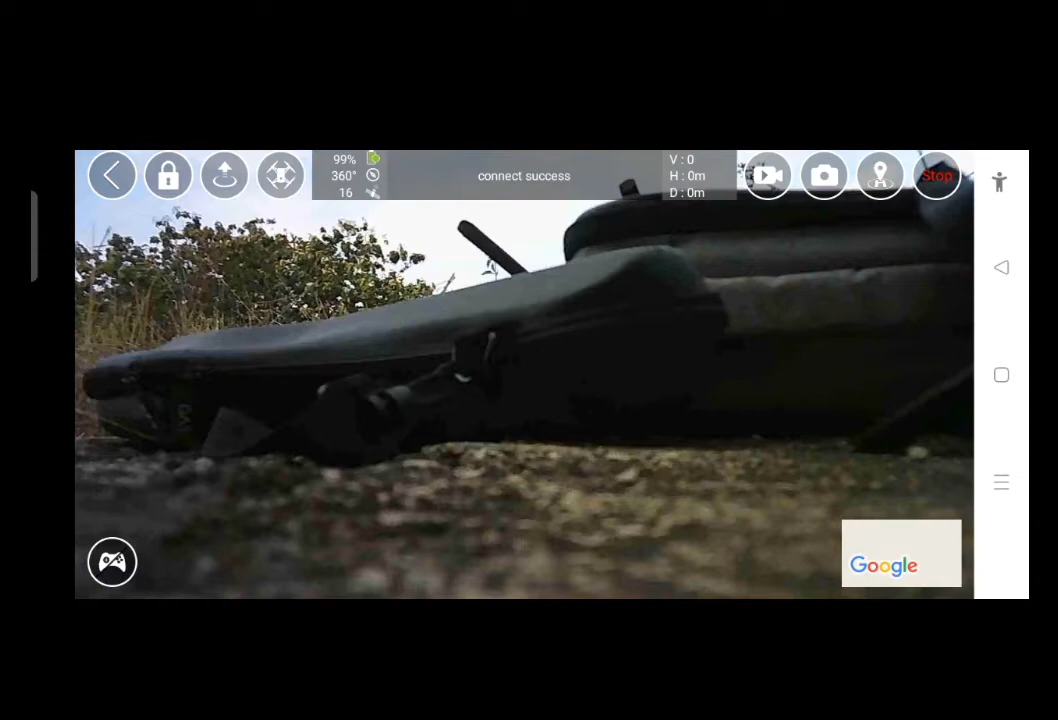 99%
360°
16
connect success
V : 0
H : 0m
D : 0m
Stop
Google